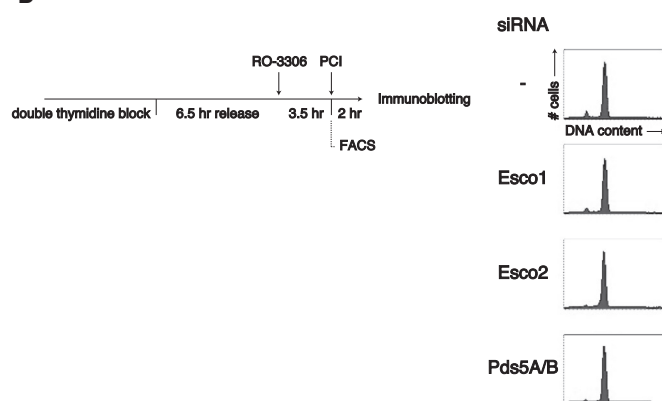 siRNA
RO-3306 PCI
double thymidine block 6.5 hr release 3.5 hr 2 hr Immunoblotting
FACS
-
# cells
DNA content
Esco1
Esco2
Pds5A/B